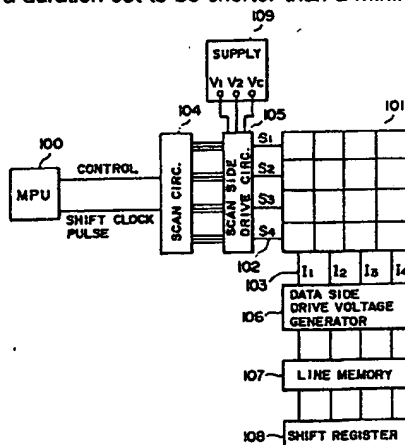 a duration set to be shorter than a minim
109
SUPPLY
V1 V2 Vc
104
105
101
100
MPU
CONTROL
SHIFT CLOCK
PULSE
SCAN CIRC.
SCAN SIDE
DRIVE CIRC.
S1
S2
S3
S4
102
103
I1 I2 I3 I4
106
DATA SIDE
DRIVE VOLTAGE
GENERATOR
107
LINE MEMORY
108
SHIFT REGISTER